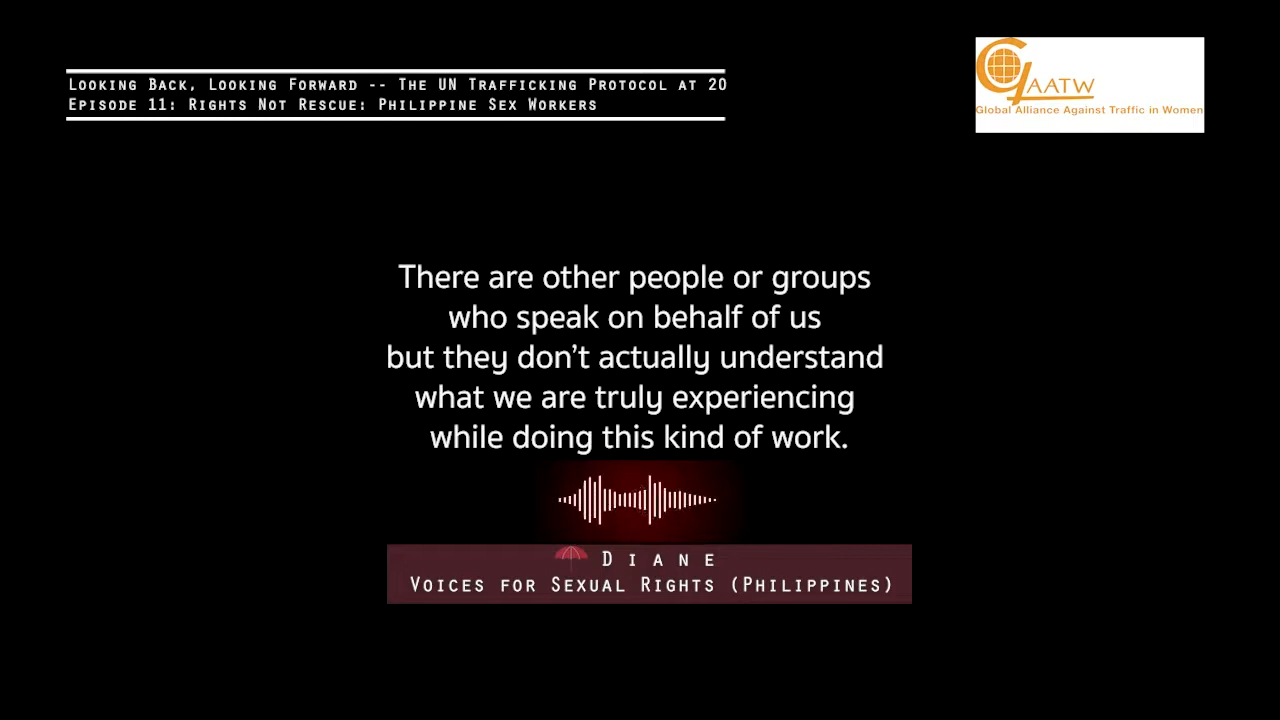 Looking Back, Looking Forward -- The UN Trafficking Protocol at 20
Episode 11: Rights Not Rescue: Philippine Sex Workers
GAATW
Global Alliance Against Traffic in Women
There are other people or groups
who speak on behalf of us
but they don't actually understand
what we are truly experiencing
while doing this kind of work.
Diane
Voices for Sexual Rights (Philippines)